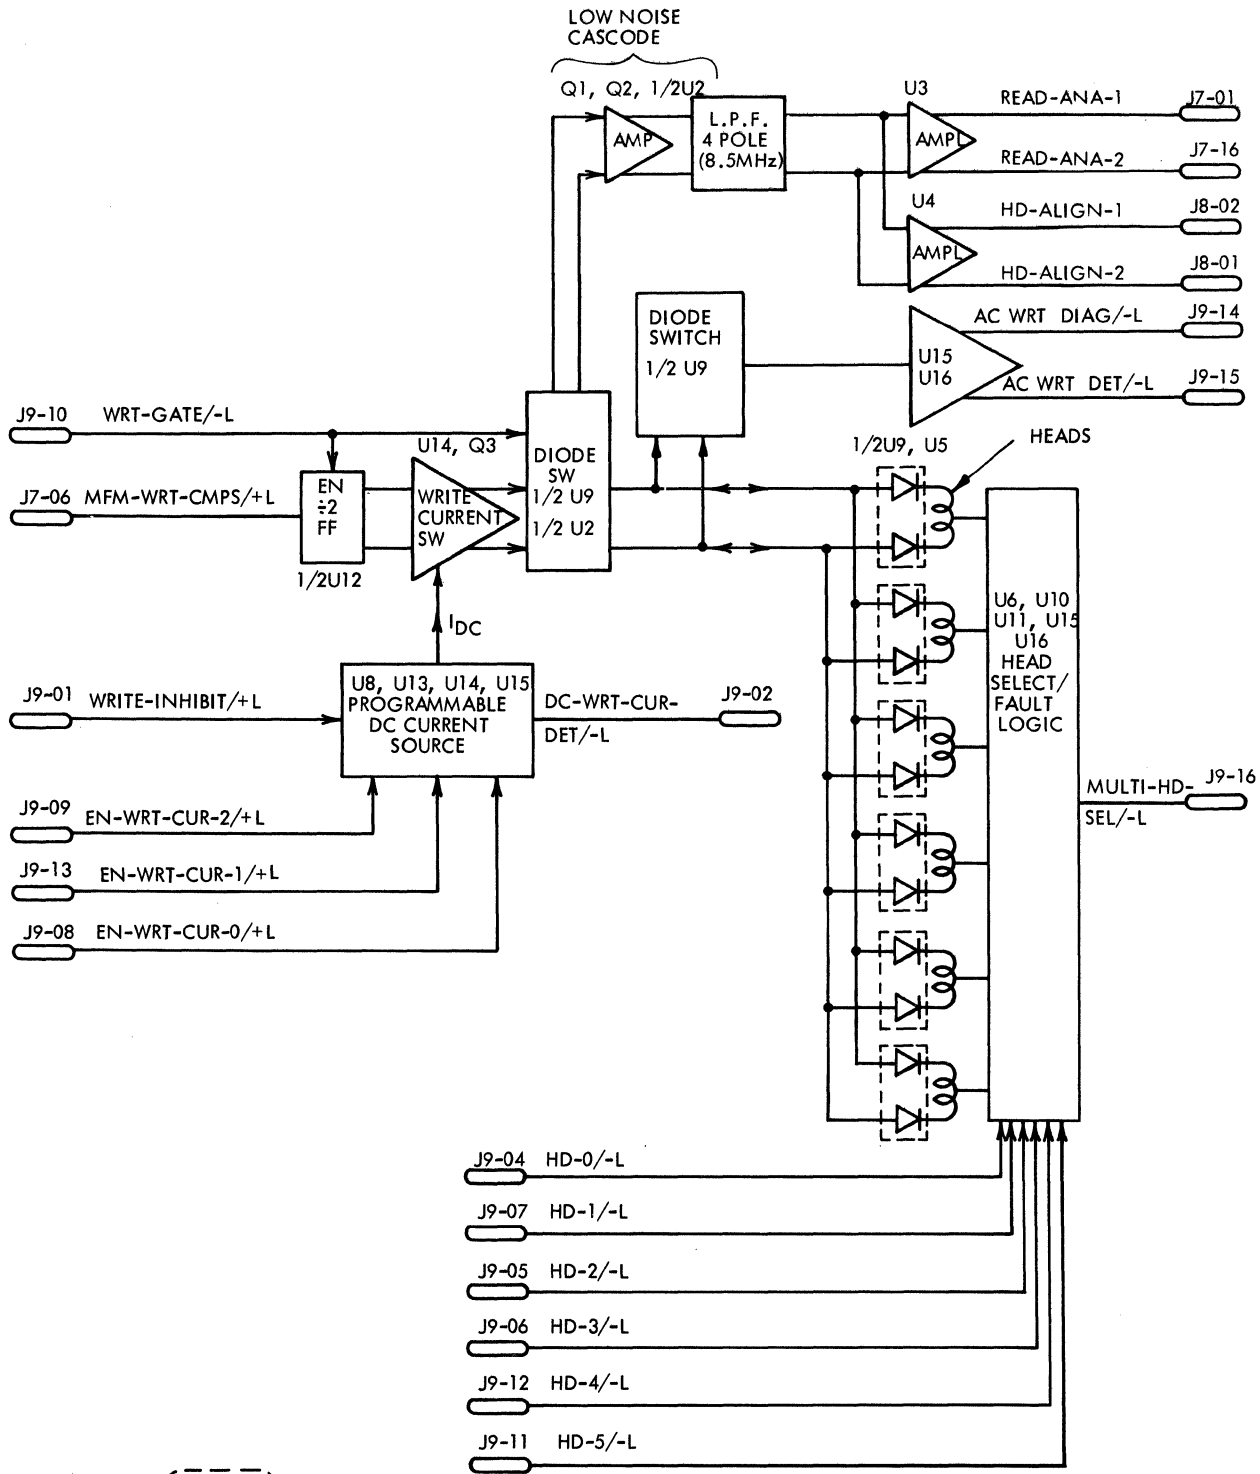 LOW NOISE
CASCODE
Q1, Q2, 1/2U2
AMP
L.P.F.
4 POLE
(8.5MHz)
U3
AMPL
READ-ANA-1
J7-01
READ-ANA-2
J7-16
U4
AMPL
HD-ALIGN-1
J8-02
HD-ALIGN-2
J8-01
DIODE
SWITCH
1/2 U9
U15
U16
AC WRT DIAG/-L
J9-14
AC WRT DET/-L
J9-15
J9-10
WRT-GATE/-L
J7-06
MFM-WRT-CMPS/+L
EN
÷2
FF
1/2U12
U14, Q3
WRITE
CURRENT
SW
DIODE
SW
1/2 U9
1/2 U2
1/2U9, U5
HEADS
IDC
J9-01
WRITE-INHIBIT/+L
U8, U13, U14, U15
PROGRAMMABLE
DC CURRENT
SOURCE
DC-WRT-CUR-
DET/-L
J9-02
U6, U10
U11, U15
U16
HEAD
SELECT/
FAULT
LOGIC
MULTI-HD-
SEL/-L
J9-16
J9-09
EN-WRT-CUR-2/+L
J9-13
EN-WRT-CUR-1/+L
J9-08
EN-WRT-CUR-0/+L
J9-04
HD-0/-L
J9-07
HD-1/-L
J9-05
HD-2/-L
J9-06
HD-3/-L
J9-12
HD-4/-L
J9-11
HD-5/-L